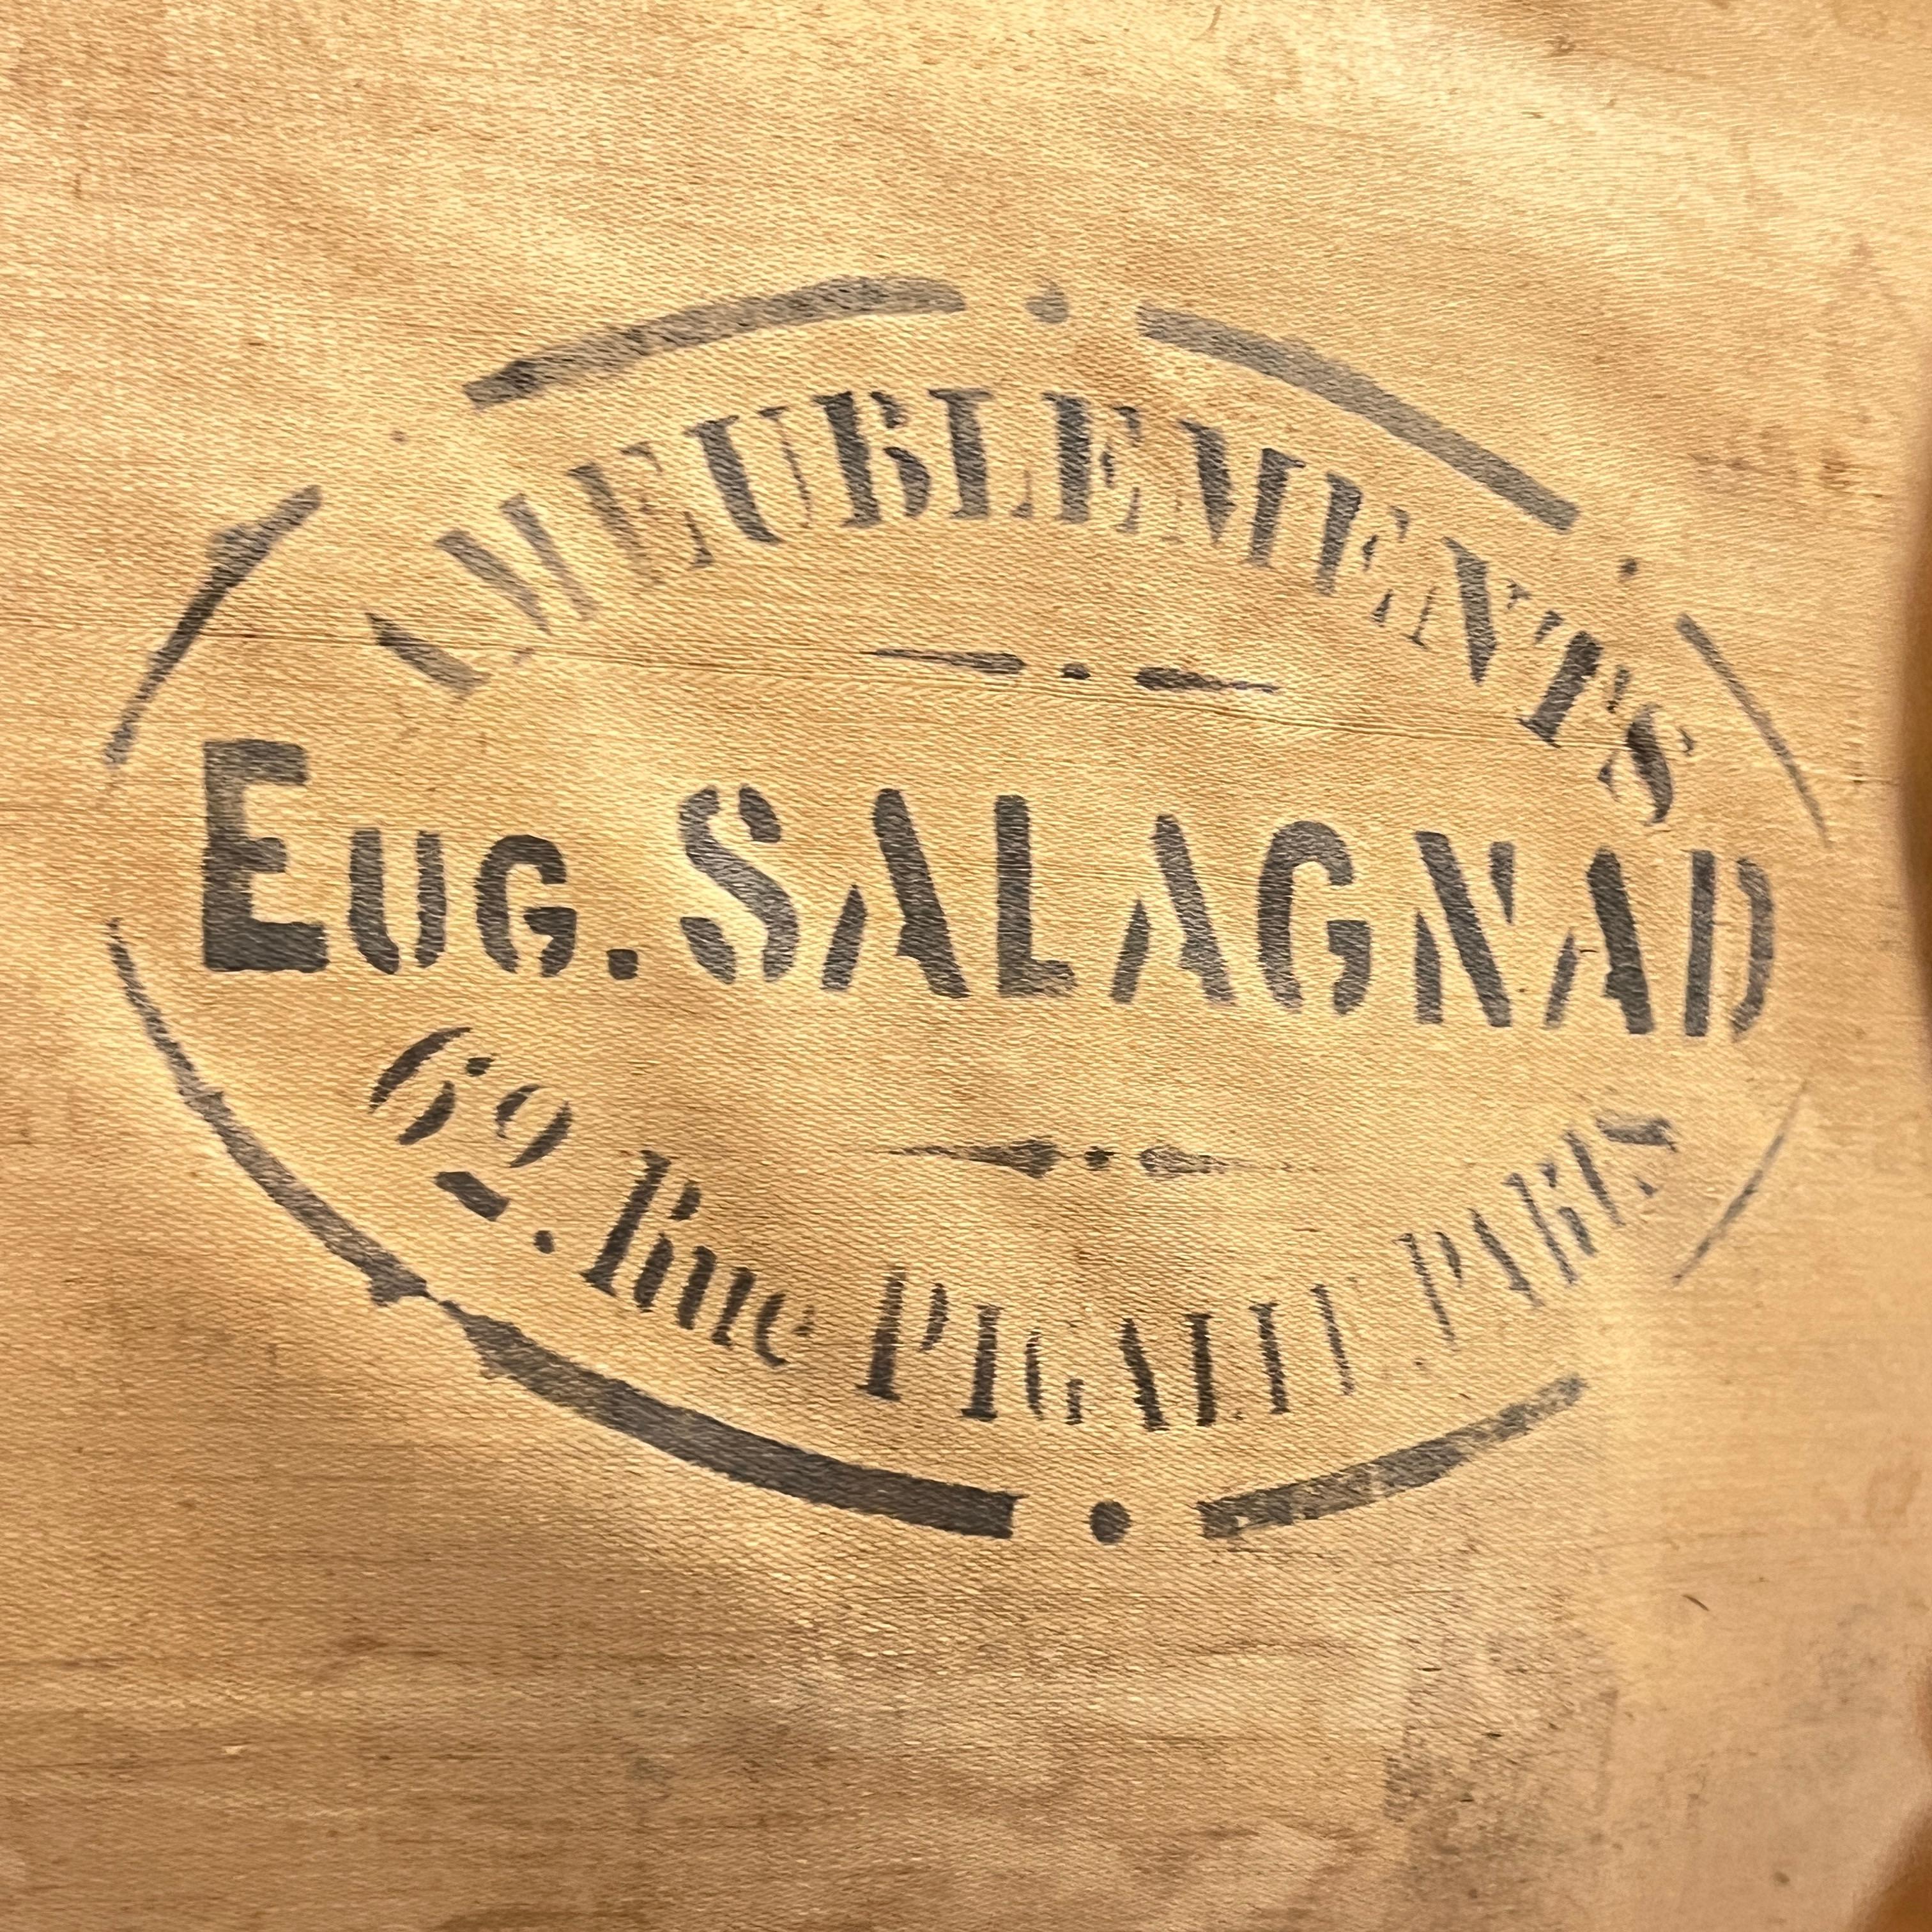 AMEUBLEMENTS
EUG. SALAGNAD
62. Rue PIGALLE. PARIS